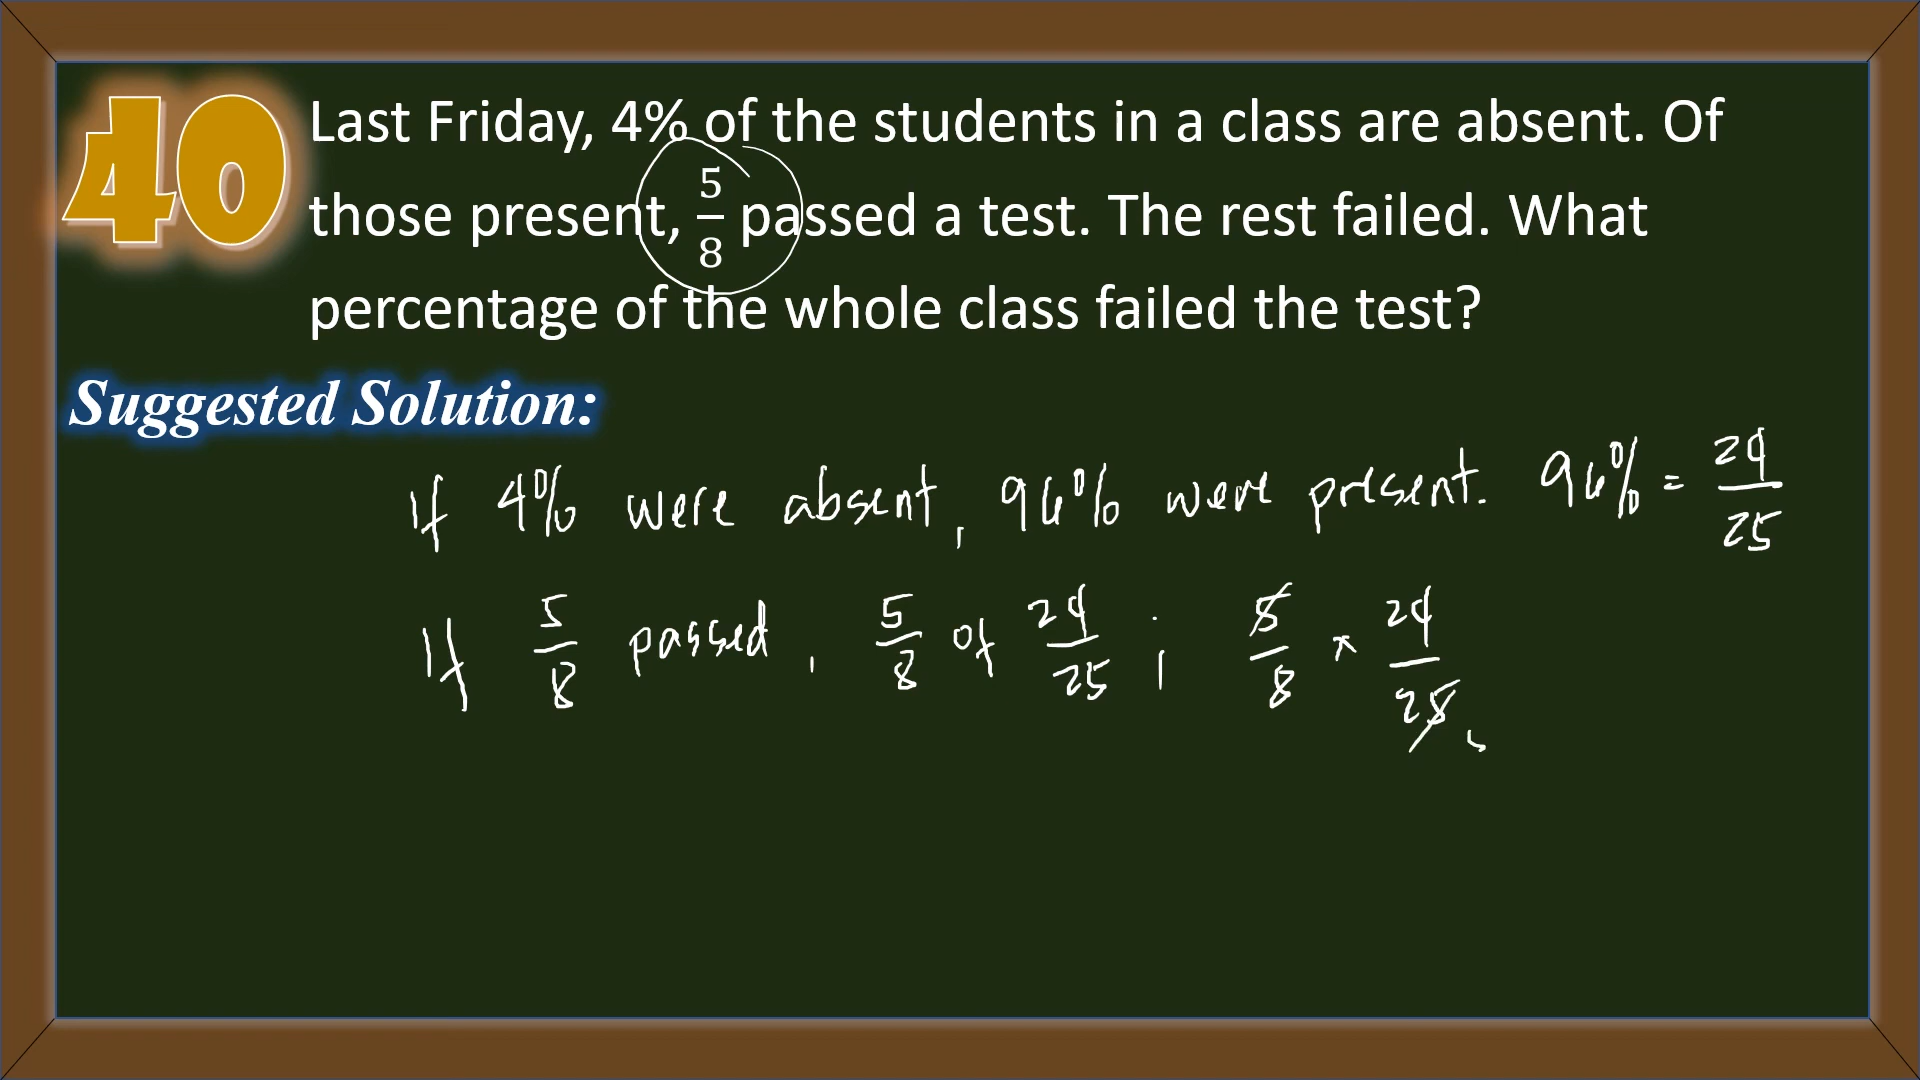 40
Last Friday, 4% of the students in a class are absent. Of
those present, 5/8 passed a test. The rest failed. What
percentage of the whole class failed the test?
Suggested Solution:
If 4% were absent, 96% were present. 96% = 24/25
If 5/8 passed, 5/8 of 24/25 ; 5/8 x 24/25 5